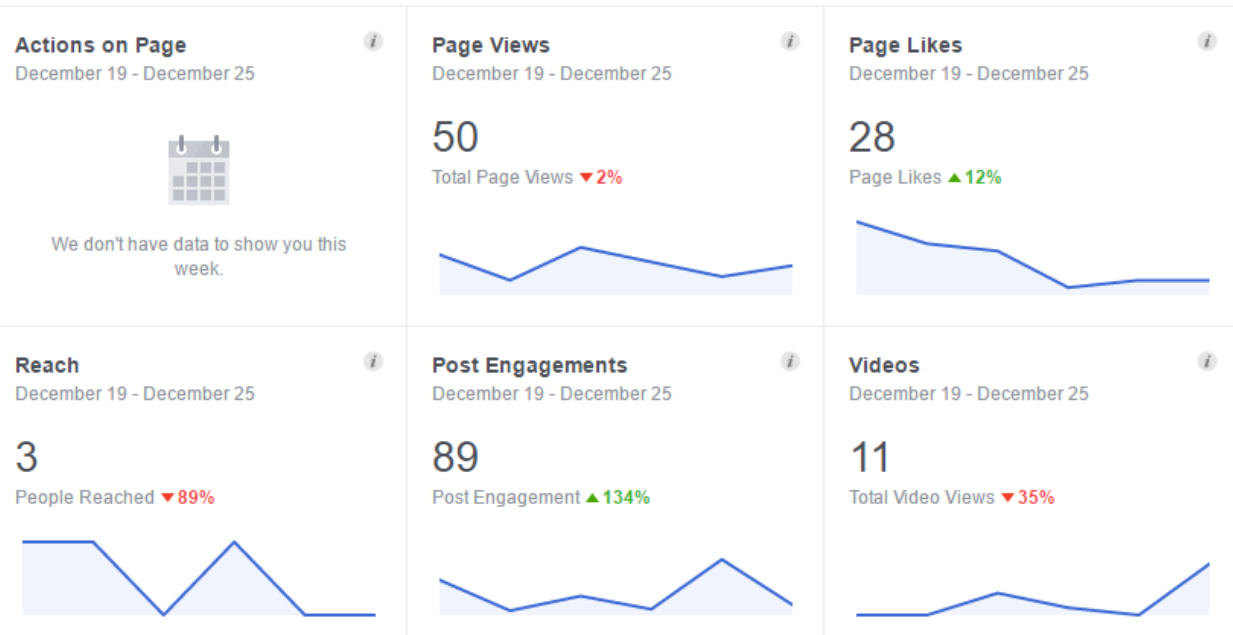 Actions on Page
December 19 - December 25
We don't have data to show you this
week.
Page Views
December 19 - December 25
50
Total Page Views ▼2%
Page Likes
December 19 - December 25
28
Page Likes ▲12%
Reach
December 19 - December 25
3
People Reached ▼89%
Post Engagements
December 19 - December 25
89
Post Engagement ▲134%
Videos
December 19 - December 25
11
Total Video Views ▼35%